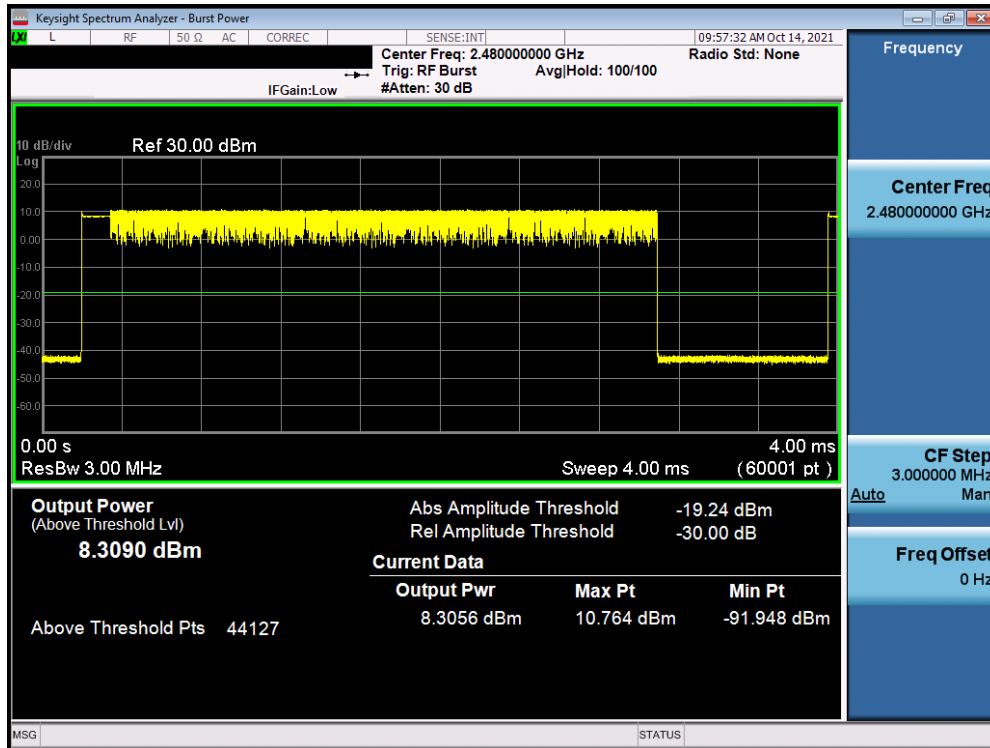 Keysight Spectrum Analyzer - Burst Power
LXI L RF 50 Ω AC CORREC SENSE:INT 09:57:32 AM Oct 14, 2021
Center Freq: 2.480000000 GHz Radio Std: None
Trig: RF Burst Avg|Hold: 100/100
IFGain:Low #Atten: 30 dB
10 dB/div Ref 30.00 dBm
Log
20.0
10.0
0.00
-10.0
-20.0
-30.0
-40.0
-50.0
-60.0
0.00 s 4.00 ms
ResBw 3.00 MHz Sweep 4.00 ms (60001 pt)
Output Power
(Above Threshold Lvl)
8.3090 dBm
Above Threshold Pts 44127
Abs Amplitude Threshold -19.24 dBm
Rel Amplitude Threshold -30.00 dB
Current Data
Output Pwr Max Pt Min Pt
8.3056 dBm 10.764 dBm -91.948 dBm
Frequency
Center Freq
2.480000000 GHz
CF Step
3.000000 MHz
Auto Man
Freq Offset
0 Hz
MSG STATUS